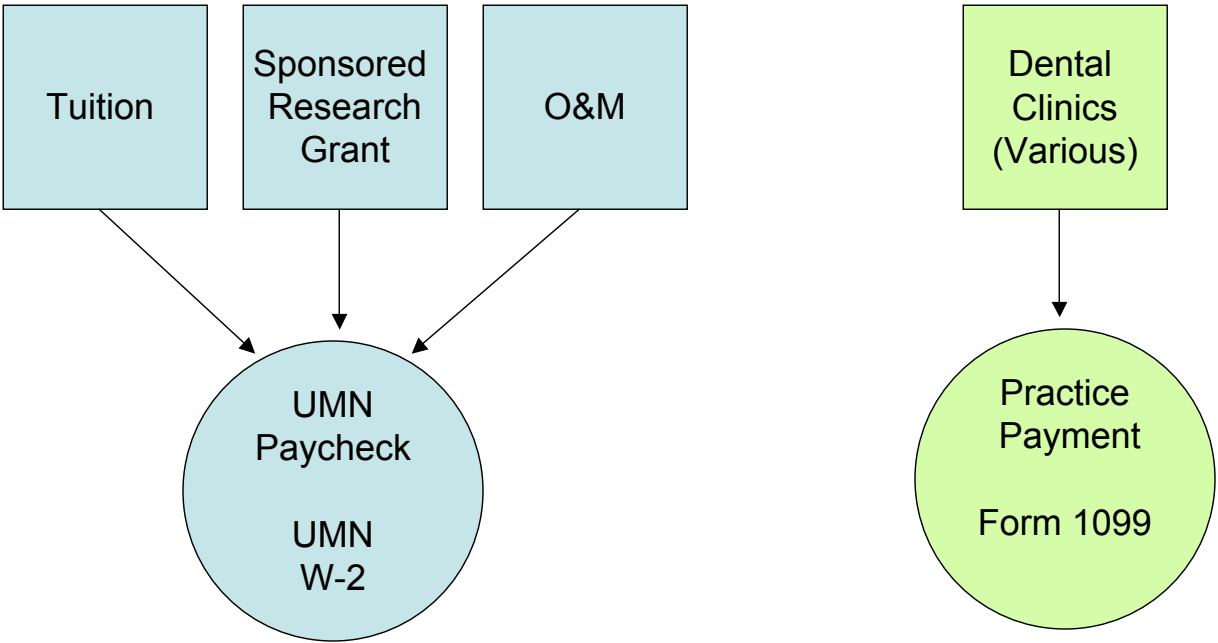 Tuition
Sponsored
Research
Grant
O&M
Dental
Clinics
(Various)
UMN
Paycheck
UMN
W-2
Practice
Payment
Form 1099